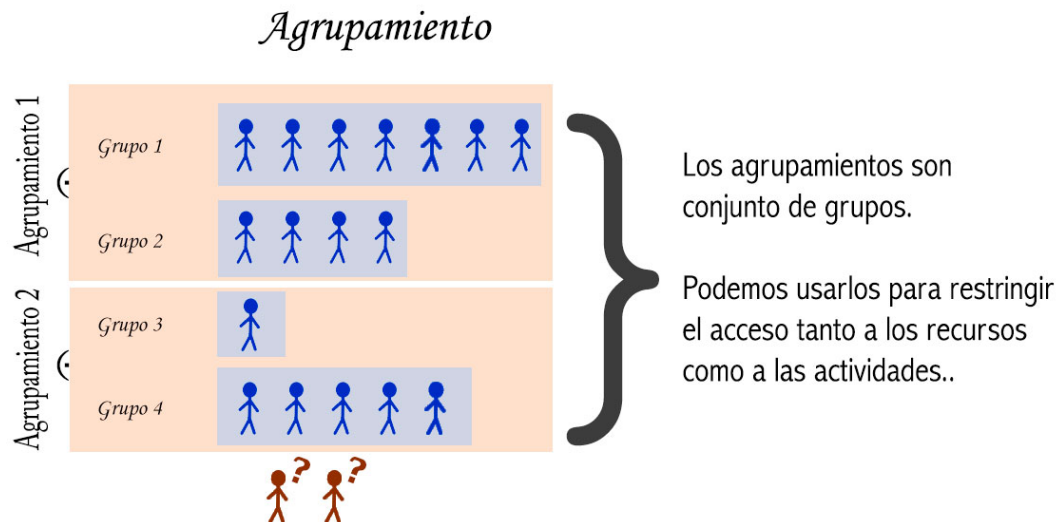 Agrupamiento
Agrupamiento 1
Grupo 1
Grupo 2
Agrupamiento 2
Grupo 3
Grupo 4
? ?
Los agrupamientos son
conjunto de grupos.
Podemos usarlos para restringir
el acceso tanto a los recursos
como a las actividades..